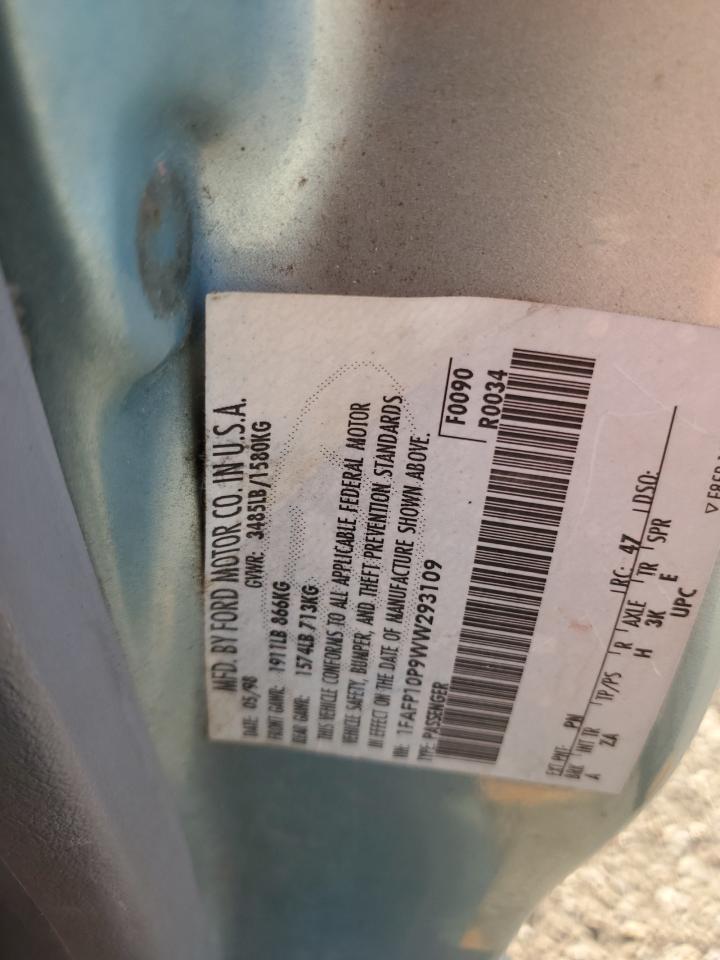 MFD. BY FORD MOTOR CO. IN U.S.A.
DATE: 05/98 GVWR: 3485LB/1580KG
FRONT GAWR: 1911LB 866KG
REAR GAWR: 1574LB 713KG
THIS VEHICLE CONFORMS TO ALL APPLICABLE FEDERAL MOTOR
VEHICLE SAFETY, BUMPER, AND THEFT PREVENTION STANDARDS
IN EFFECT ON THE DATE OF MANUFACTURE SHOWN ABOVE.
VIN: 1FAFP10P9WW293109
TYPE: PASSENGER
F0090
R0034
EXT PNT: PN RC: 47 DSO:
BRK INT TR TP/PS R AXLE TR SPR
A ZA H 3K E
UPC